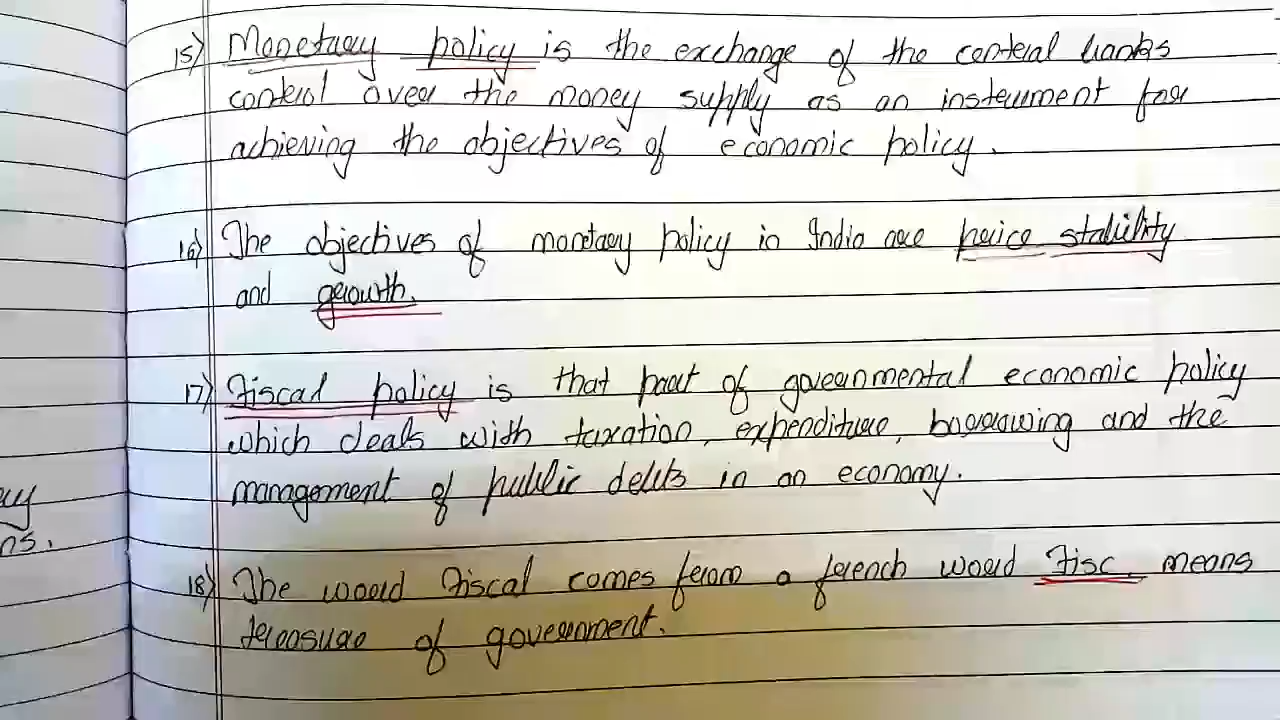 15) Monetary policy is the exchange of the central banks
control over the money supply as an instrument for
achieving the objectives of economic policy.
16) The objectives of monetary policy in India are price stability
and growth.
17) Fiscal policy is that part of governmental economic policy
which deals with taxation, expenditure, borrowing and the
management of public debts in an economy.
18) The word Fiscal comes from a french word Fisc, means
treasure of government.
ns.